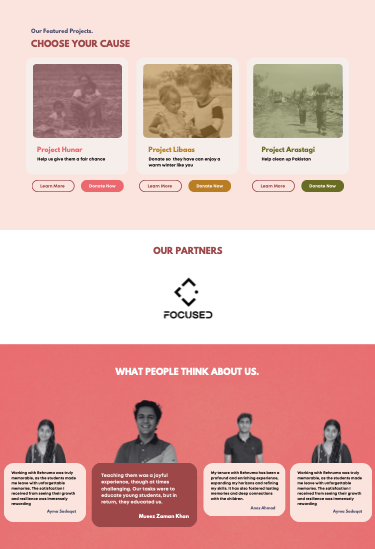 Our Featured Projects.
CHOOSE YOUR CAUSE
Project Hunar
Help us give them a fair chance
Learn More
Donate Now
Project Libaas
Donate so they have can enjoy a
warm winter like you
Learn More
Donate Now
Project Arastagi
Help clean up Pakistan
Learn More
Donate Now
OUR PARTNERS
FOCUSED
WHAT PEOPLE THINK ABOUT US.
Working with Behnuma was truly
memorable, as the students made
me leave with unforgettable
memories. The satisfaction I
received from seeing their growth
and resilience was immensely
rewarding
Ayma Sadaqat
Teaching them was a joyful
experience, though at times
challenging. Our tasks were to
educate young students, but in
return, they educated us.
Mueez Zaman Khan
My tenure with Behnuma has been a
profound and enriching experience,
expanding my horizons and refining
my skills. It has also fostered lasting
memories and deep connections
with the children.
Anas Ahmad
Working with Behnuma was truly
memorable, as the students made
me leave with unforgettable
memories. The satisfaction I
received from seeing their growth
and resilience was immensely
rewarding
Ayma Sadaqat